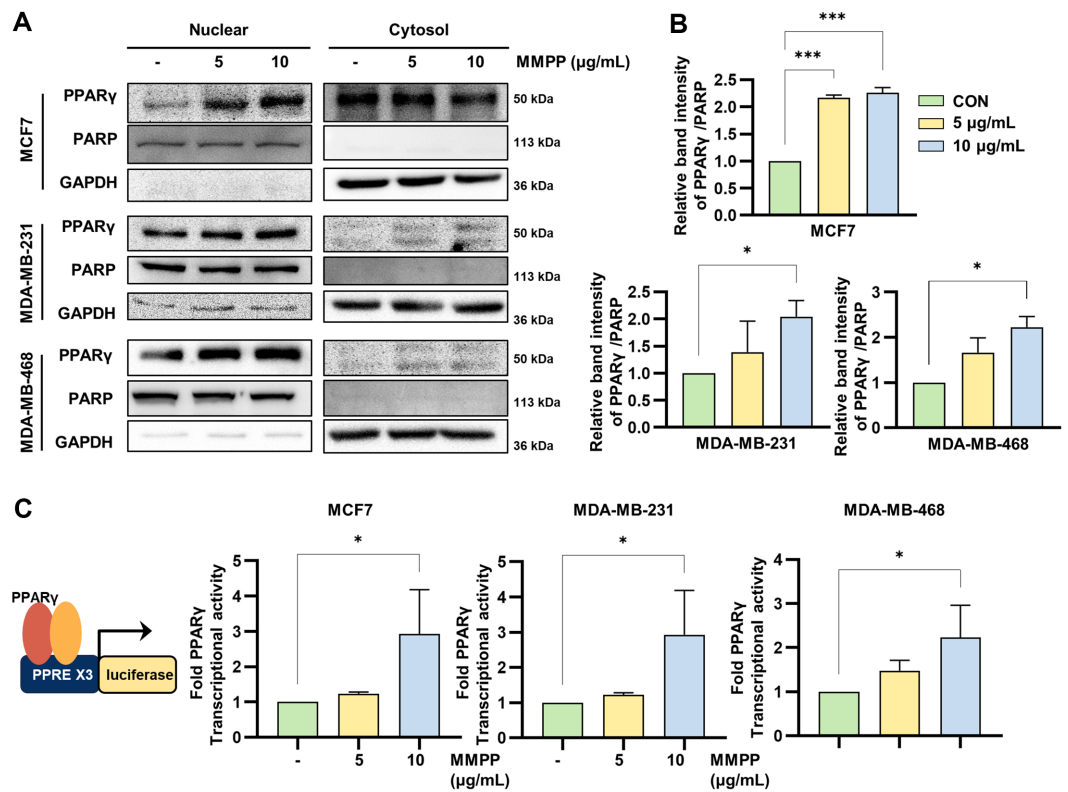 A
Nuclear Cytosol
- 5 10 - 5 10 MMPP (µg/mL)
MCF7
PPARγ 50 kDa
PARP 113 kDa
GAPDH 36 kDa
MDA-MB-231
PPARγ 50 kDa
PARP 113 kDa
GAPDH 36 kDa
MDA-MB-468
PPARγ 50 kDa
PARP 113 kDa
GAPDH 36 kDa
B
***
***
Relative band intensity
of PPARγ /PARP
2.5
2.0
1.5
1.0
0.5
0.0
MCF7
CON
5 µg/mL
10 µg/mL
*
Relative band intensity
of PPARγ /PARP
2.5
2.0
1.5
1.0
0.5
0.0
MDA-MB-231
*
Relative band intensity
of PPARγ /PARP
3
2
1
0
MDA-MB-468
C
PPARγ
PPRE X3
luciferase
MCF7
*
Fold PPARγ
Transcriptional activity
5
4
3
2
1
0
- 5 10 MMPP
(µg/mL)
MDA-MB-231
*
Fold PPARγ
Transcriptional activity
5
4
3
2
1
0
- 5 10 MMPP
(µg/mL)
MDA-MB-468
*
Fold PPARγ
Transcriptional activity
4
3
2
1
0